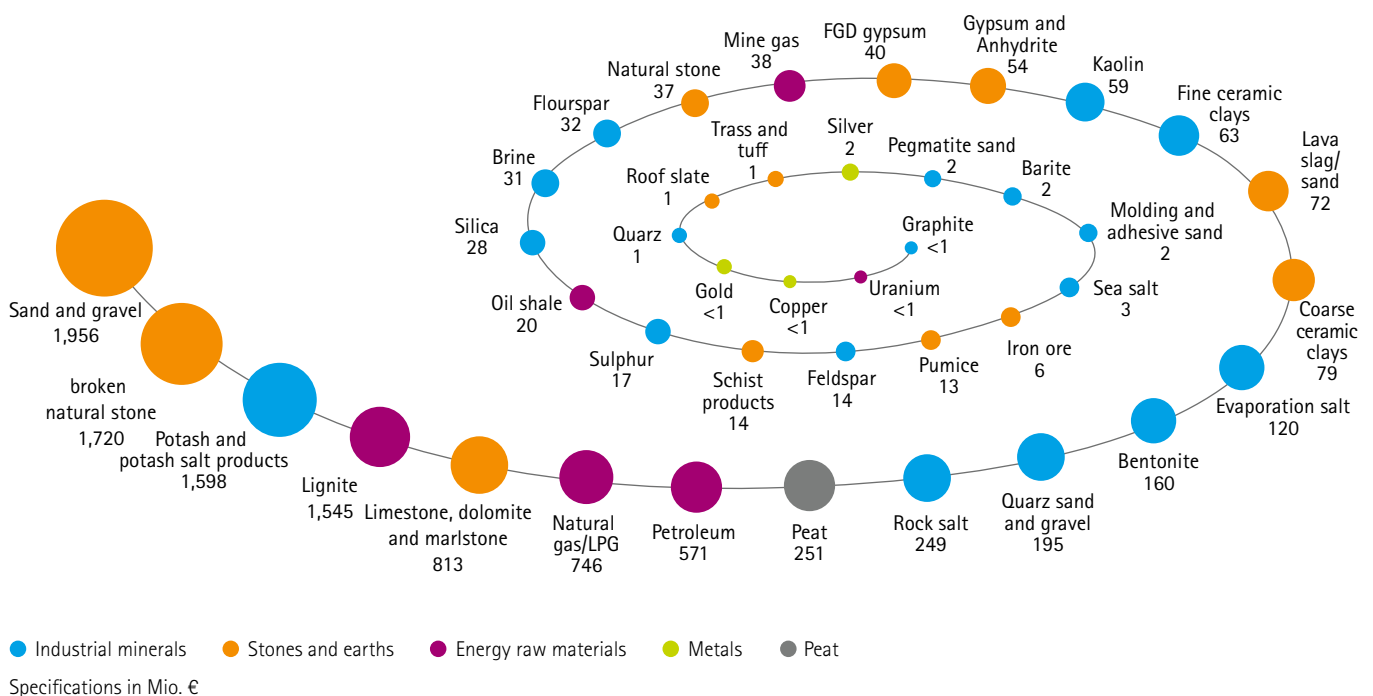 Sand and gravel
1,956
broken
natural stone
1,720
Potash and
potash salt products
1,598
Lignite
1,545
Limestone, dolomite
and marlstone
813
Natural
gas/LPG
746
Petroleum
571
Peat
251
Rock salt
249
Quarz sand
and gravel
195
Bentonite
160
Evaporation salt
120
Coarse
ceramic
clays
79
Lava
slag/
sand
72
Fine ceramic
clays
63
Kaolin
59
Gypsum and
Anhydrite
54
FGD gypsum
40
Mine gas
38
Natural stone
37
Flourspar
32
Brine
31
Silica
28
Oil shale
20
Sulphur
17
Schist
products
14
Feldspar
14
Pumice
13
Iron ore
6
Sea salt
3
Molding and
adhesive sand
2
Barite
2
Pegmatite sand
2
Silver
2
Trass and
tuff
1
Roof slate
1
Quarz
1
Gold
<1
Copper
<1
Uranium
<1
Graphite
<1
Industrial minerals
Stones and earths
Energy raw materials
Metals
Peat
Specifications in Mio. €